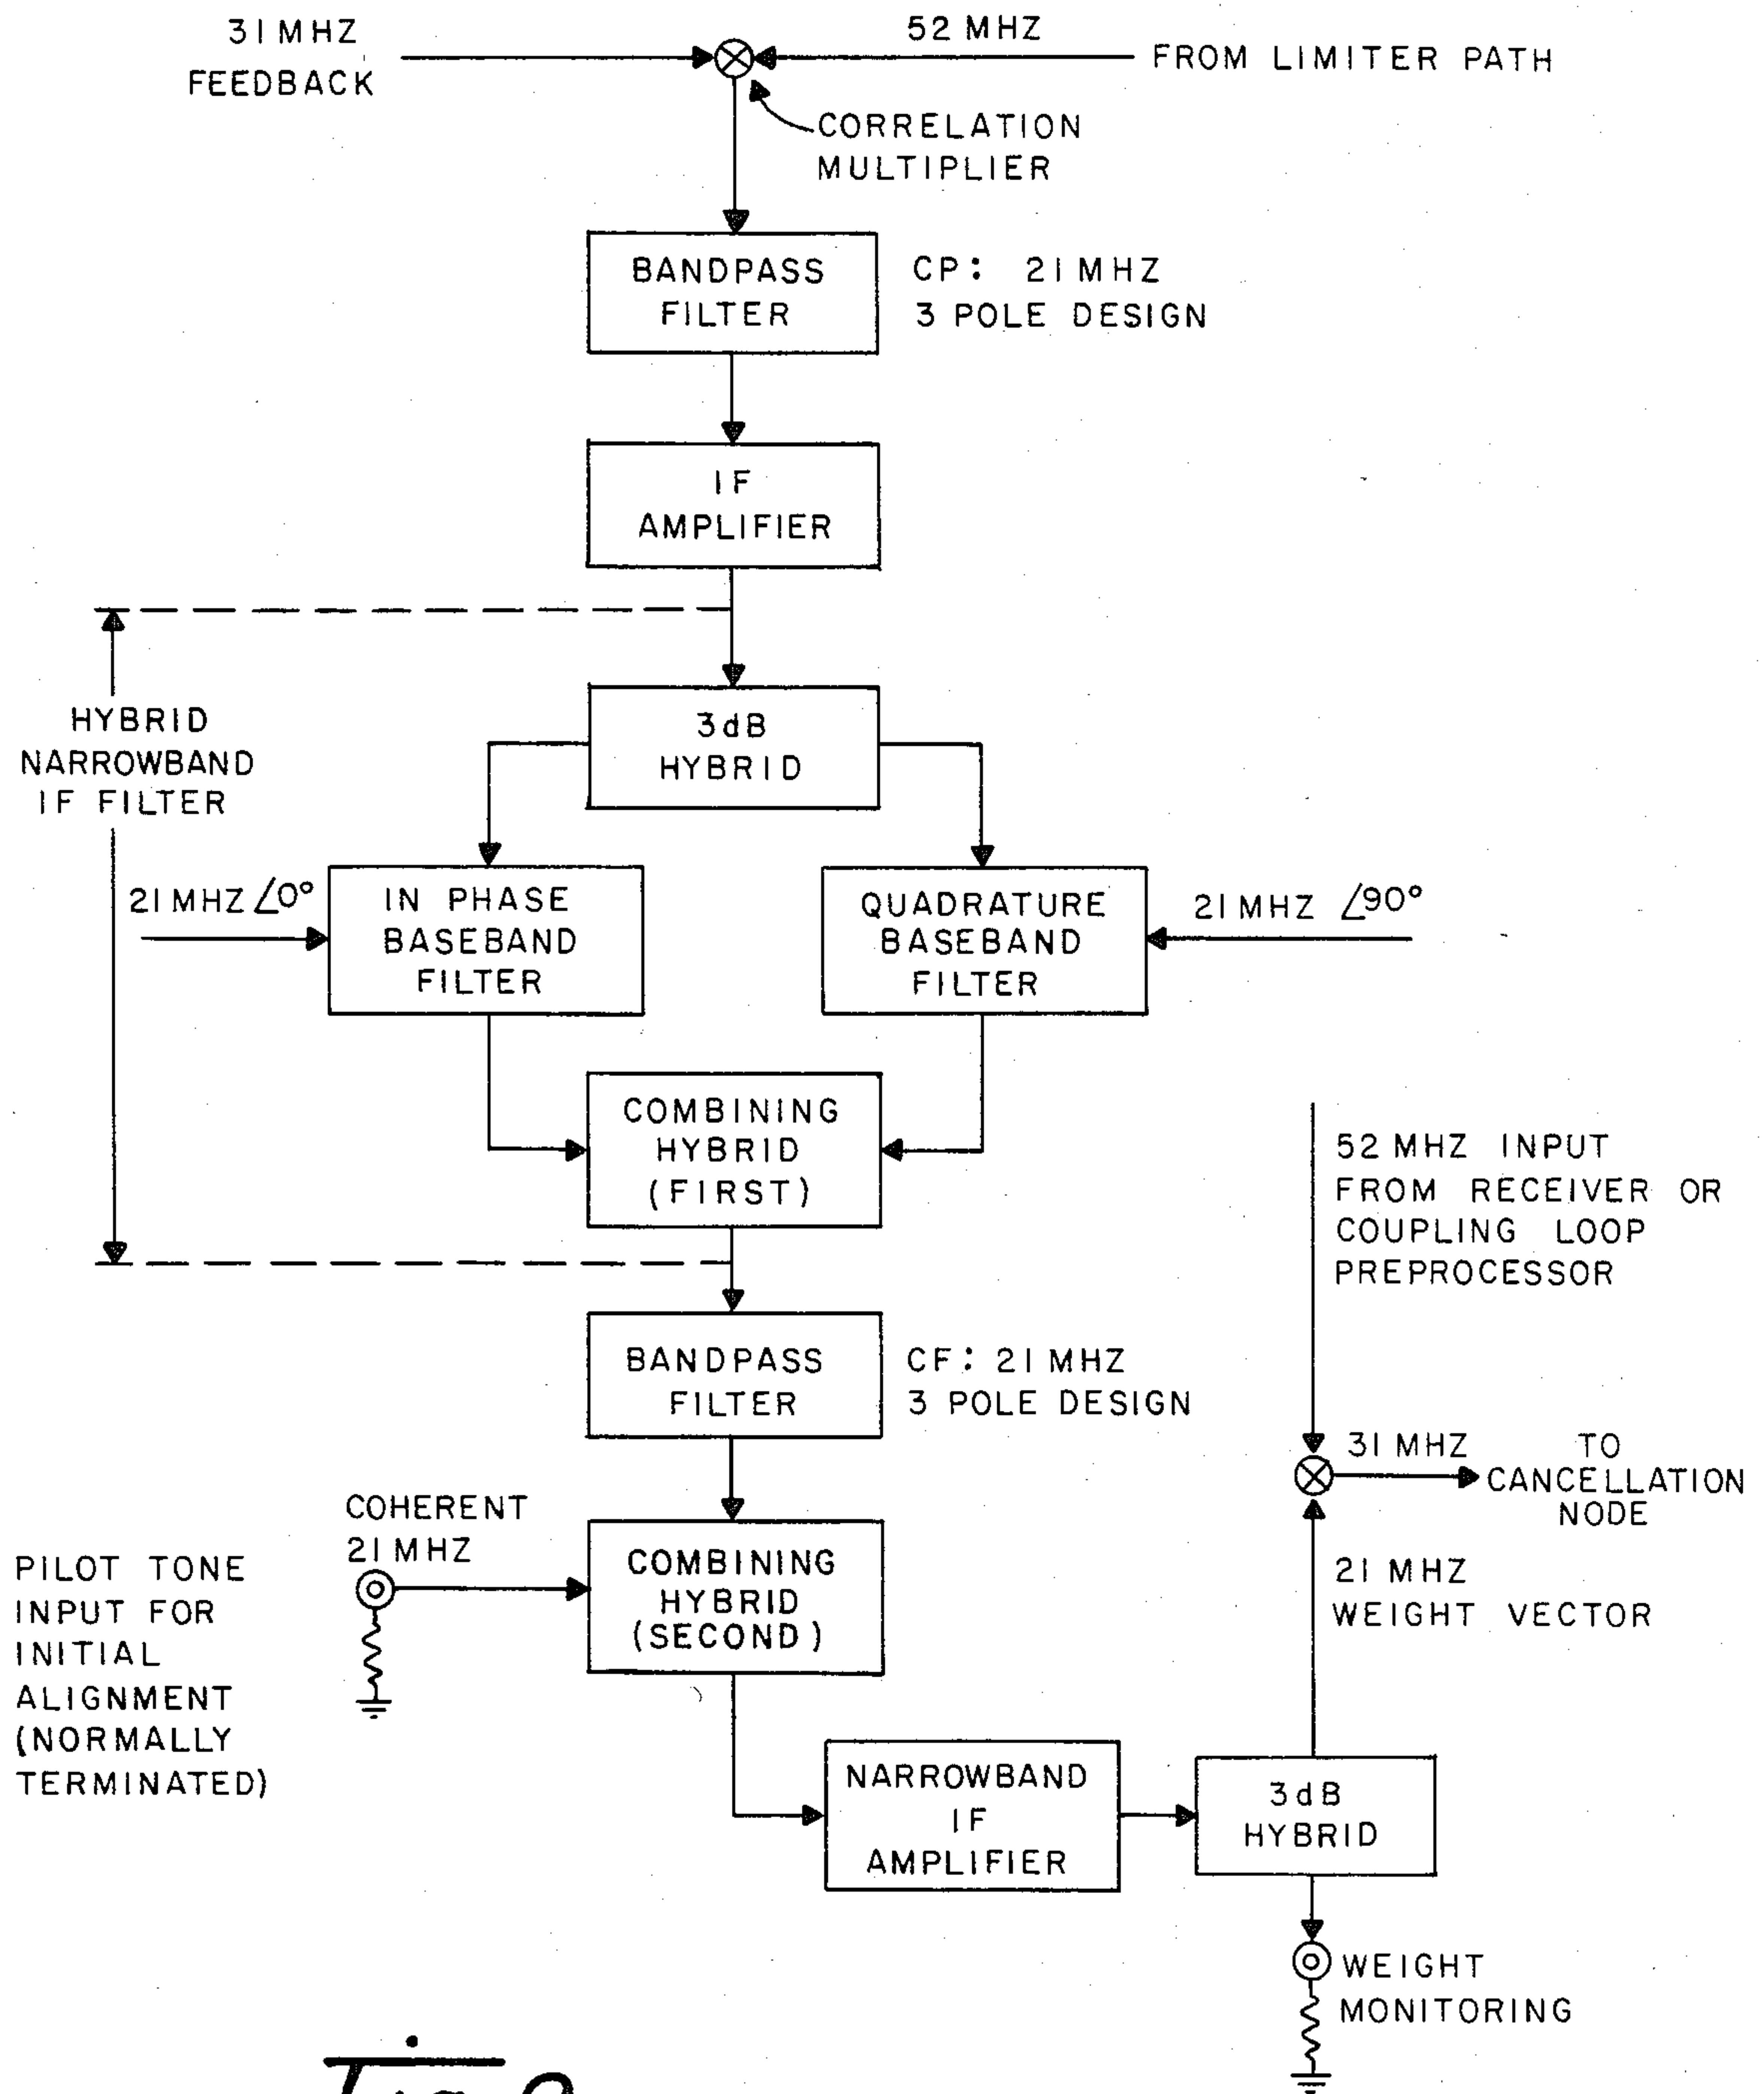 31 MHZ
FEEDBACK
52 MHZ
FROM LIMITER PATH
CORRELATION
MULTIPLIER
BANDPASS
FILTER
CP: 21 MHZ
3 POLE DESIGN
IF
AMPLIFIER
HYBRID
NARROWBAND
IF FILTER
3dB
HYBRID
21 MHZ ∠0°
IN PHASE
BASEBAND
FILTER
QUADRATURE
BASEBAND
FILTER
21 MHZ ∠90°
COMBINING
HYBRID
(FIRST)
52 MHZ INPUT
FROM RECEIVER OR
COUPLING LOOP
PREPROCESSOR
BANDPASS
FILTER
CF: 21 MHZ
3 POLE DESIGN
31 MHZ
TO
CANCELLATION
NODE
COHERENT
21 MHZ
PILOT TONE
INPUT FOR
INITIAL
ALIGNMENT
(NORMALLY
TERMINATED)
COMBINING
HYBRID
(SECOND)
21 MHZ
WEIGHT VECTOR
NARROWBAND
IF
AMPLIFIER
3dB
HYBRID
WEIGHT
MONITORING